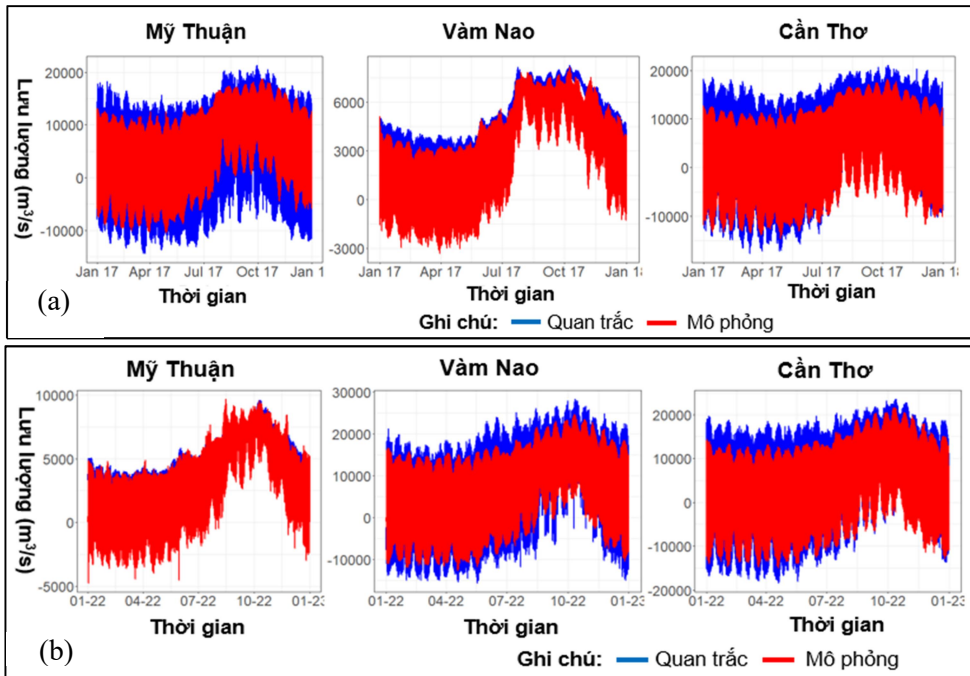 Mỹ Thuận
Vàm Nao
Cần Thơ
Lưu lượng (m³/s)
20000
10000
0
-10000
Jan 17 Apr 17 Jul 17 Oct 17 Jan 1
6000
3000
0
-3000
Jan 17 Apr 17 Jul 17 Oct 17 Jan 18
20000
10000
0
-10000
Jan 17 Apr 17 Jul 17 Oct 17 Jan 18
Thời gian
Thời gian
Thời gian
(a)
Ghi chú: Quan trắc Mô phỏng
Mỹ Thuận
Vàm Nao
Cần Thơ
Lưu lượng (m³/s)
10000
5000
0
-5000
01-22 04-22 07-22 10-22 01-23
30000
20000
10000
0
-10000
01-22 04-22 07-22 10-22 01-23
20000
10000
0
-10000
-20000
01-22 04-22 07-22 10-22 01-23
Thời gian
Thời gian
Thời gian
(b)
Ghi chú: Quan trắc Mô phỏng